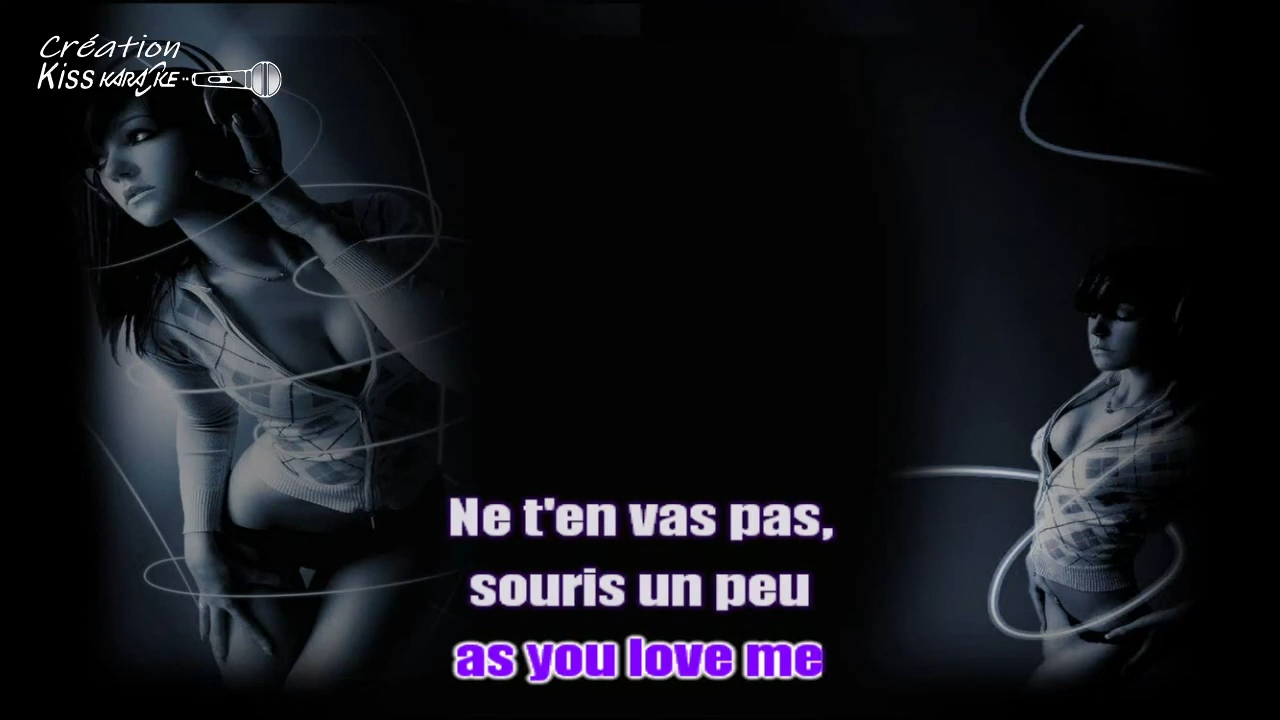 Création
Kiss KARAOKE
Ne t'en vas pas,
souris un peu
as you love me